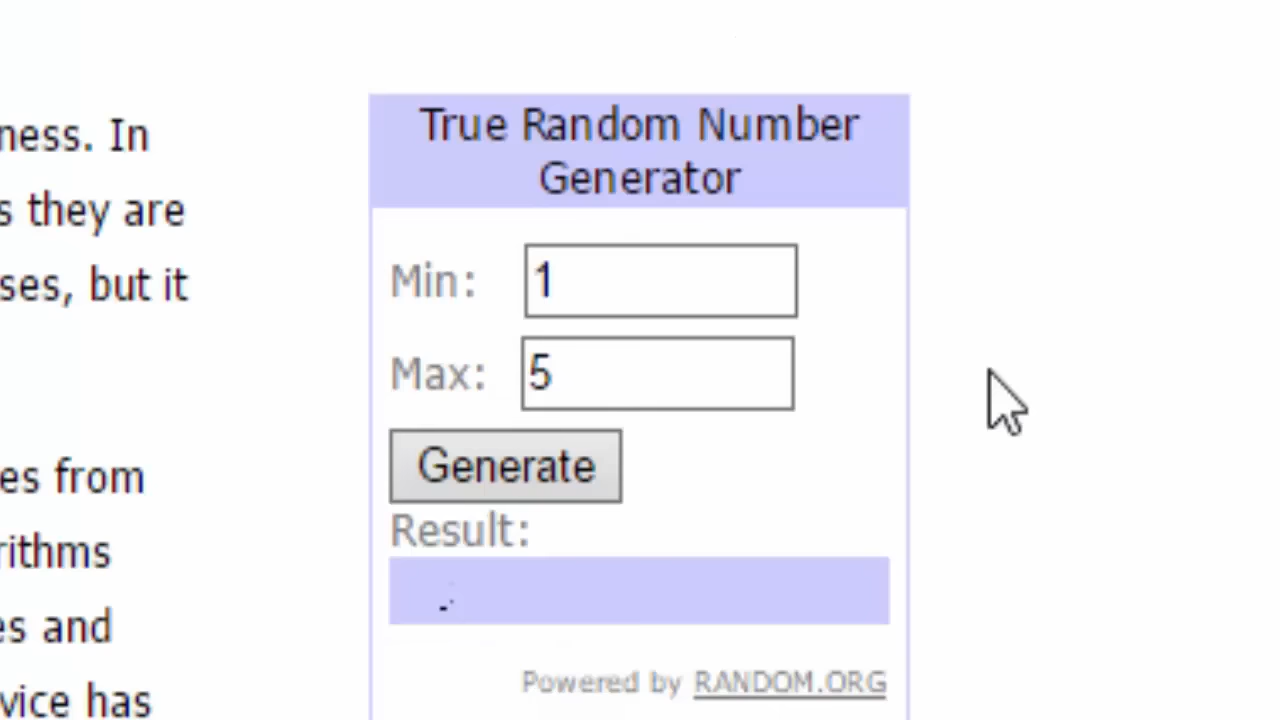 ness. In
s they are
ses, but it
es from
rithms
es and
vice has
True Random Number
Generator
Min: 1
Max: 5
Generate
Result:
Powered by RANDOM.ORG